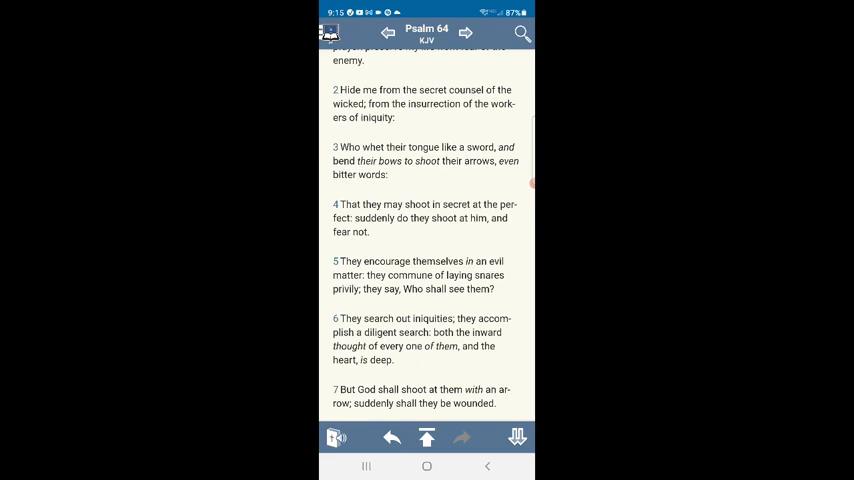 9:15
87%
Psalm 64
KJV
enemy.
2 Hide me from the secret counsel of the
wicked; from the insurrection of the work-
ers of iniquity:
3 Who whet their tongue like a sword, and
bend their bows to shoot their arrows, even
bitter words:
4 That they may shoot in secret at the per-
fect: suddenly do they shoot at him, and
fear not.
5 They encourage themselves in an evil
matter: they commune of laying snares
privily; they say, Who shall see them?
6 They search out iniquities; they accom-
plish a diligent search: both the inward
thought of every one of them, and the
heart, is deep.
7 But God shall shoot at them with an ar-
row; suddenly shall they be wounded.